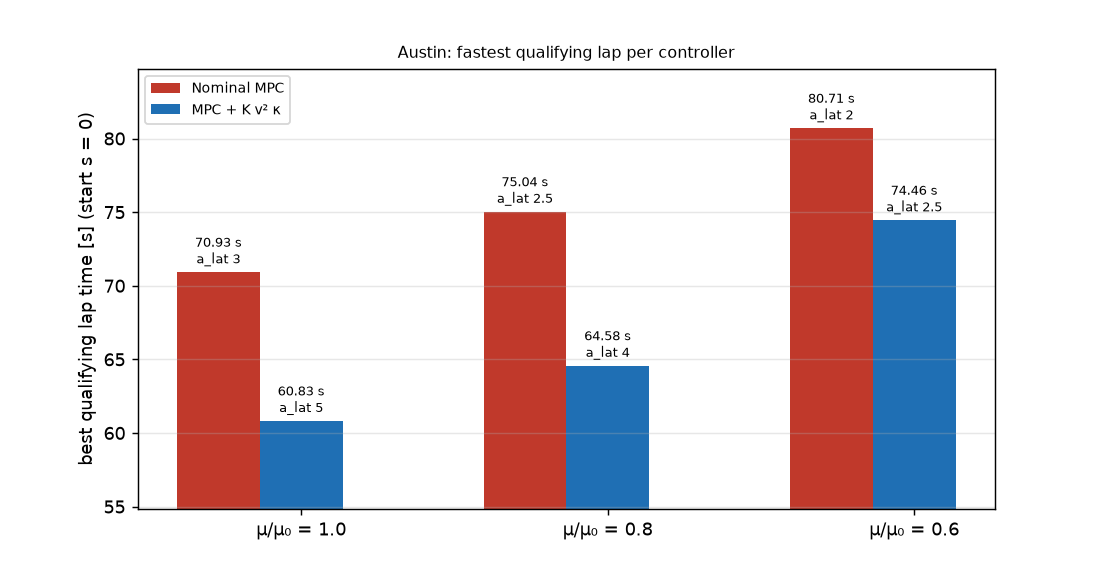 Austin: fastest qualifying lap per controller
Nominal MPC
MPC + K v² κ
best qualifying lap time [s] (start s = 0)
80
75
70
65
60
55
70.93 s
a_lat 3
60.83 s
a_lat 5
75.04 s
a_lat 2.5
64.58 s
a_lat 4
80.71 s
a_lat 2
74.46 s
a_lat 2.5
μ/μ₀ = 1.0
μ/μ₀ = 0.8
μ/μ₀ = 0.6